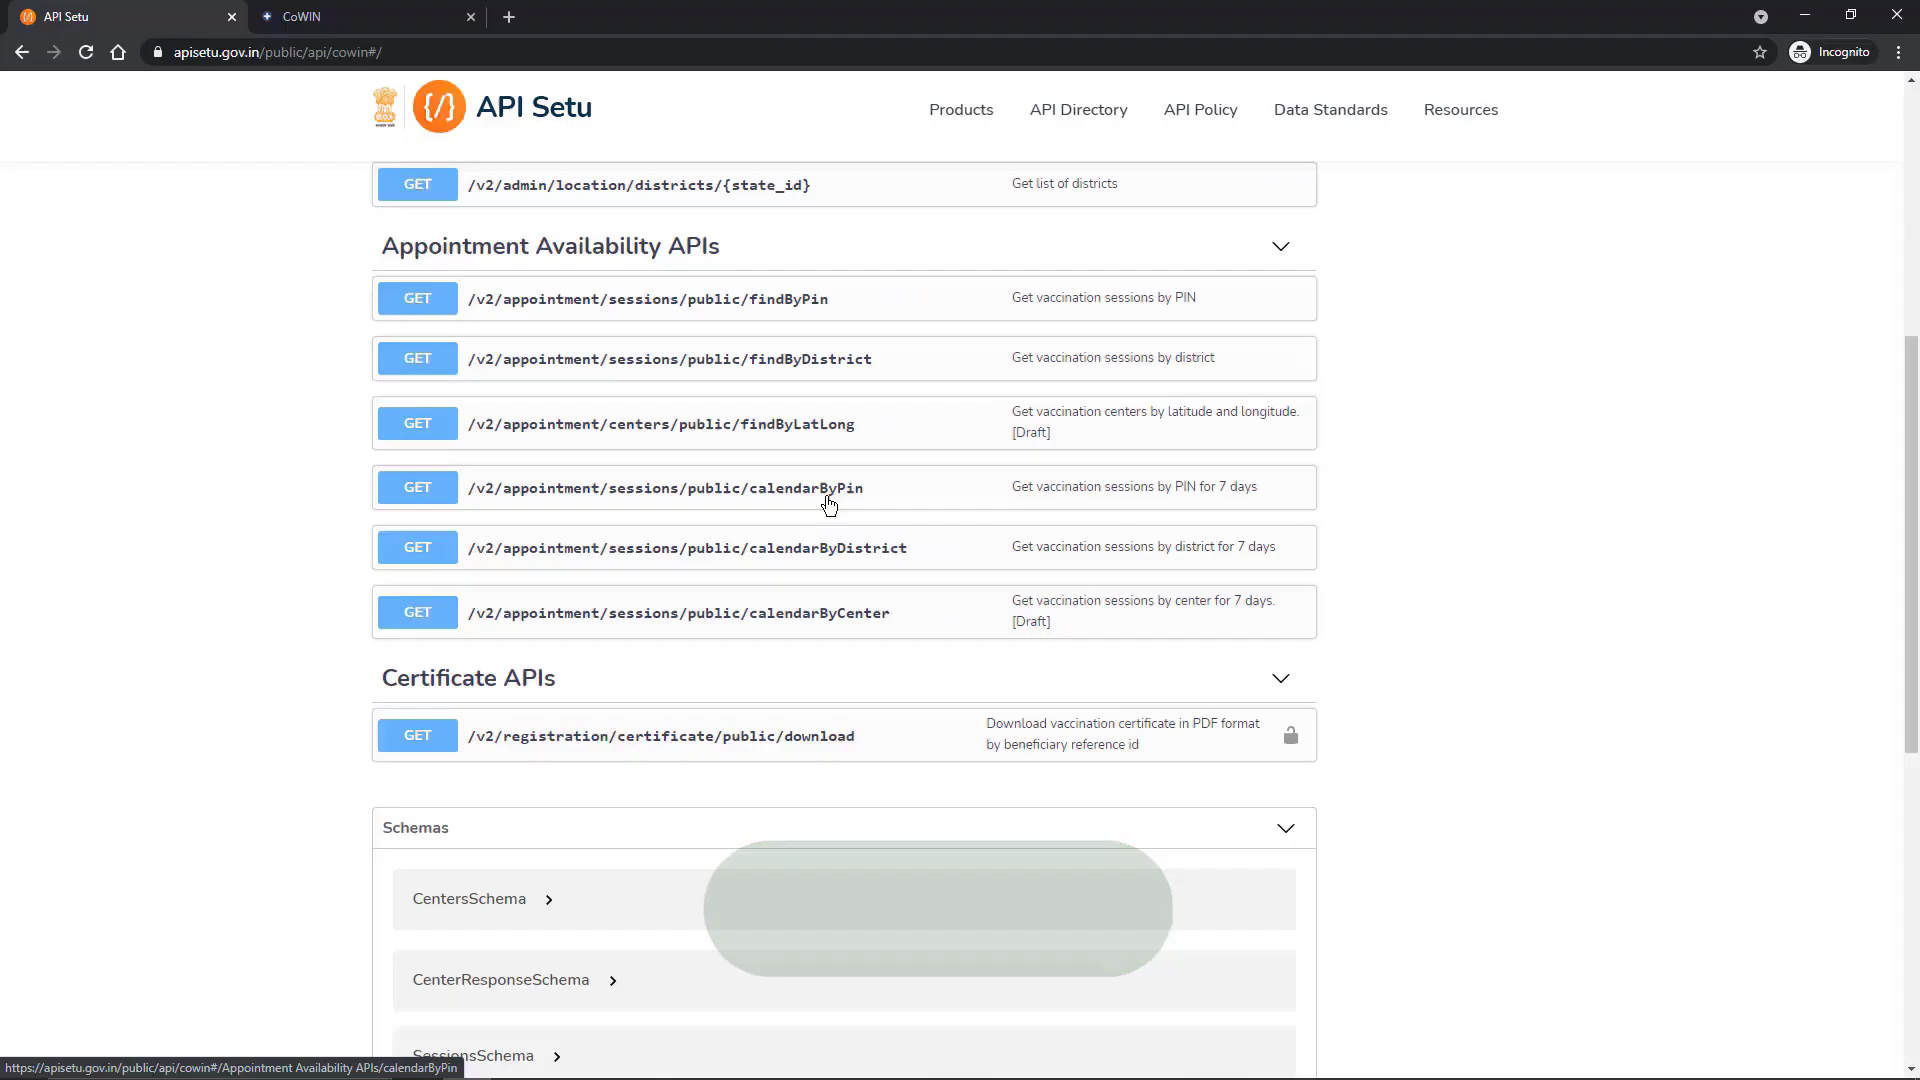 API Setu
CoWIN
apisetu.gov.in/public/api/cowin#/
Incognito
{/} API Setu
Products
API Directory
API Policy
Data Standards
Resources
GET /v2/admin/location/districts/{state_id} Get list of districts
Appointment Availability APIs
GET /v2/appointment/sessions/public/findByPin Get vaccination sessions by PIN
GET /v2/appointment/sessions/public/findByDistrict Get vaccination sessions by district
GET /v2/appointment/centers/public/findByLatLong Get vaccination centers by latitude and longitude.
[Draft]
GET /v2/appointment/sessions/public/calendarByPin Get vaccination sessions by PIN for 7 days
GET /v2/appointment/sessions/public/calendarByDistrict Get vaccination sessions by district for 7 days
GET /v2/appointment/sessions/public/calendarByCenter Get vaccination sessions by center for 7 days.
[Draft]
Certificate APIs
GET /v2/registration/certificate/public/download Download vaccination certificate in PDF format
by beneficiary reference id
Schemas
CentersSchema
CenterResponseSchema
SessionsSchema
https://apisetu.gov.in/public/api/cowin#/Appointment Availability APIs/calendarByPin